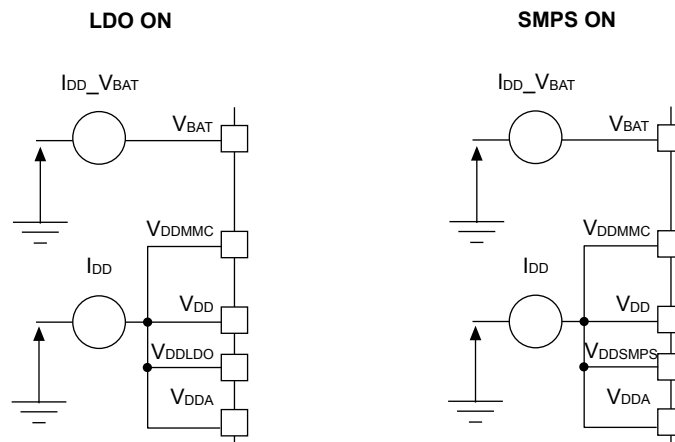 LDO ON
IDD_VBAT
VBAT
VDDMMC
IDD
VDD
VDDLDO
VDDA
SMPS ON
IDD_VBAT
VBAT
VDDMMC
IDD
VDD
VDDSMPS
VDDA